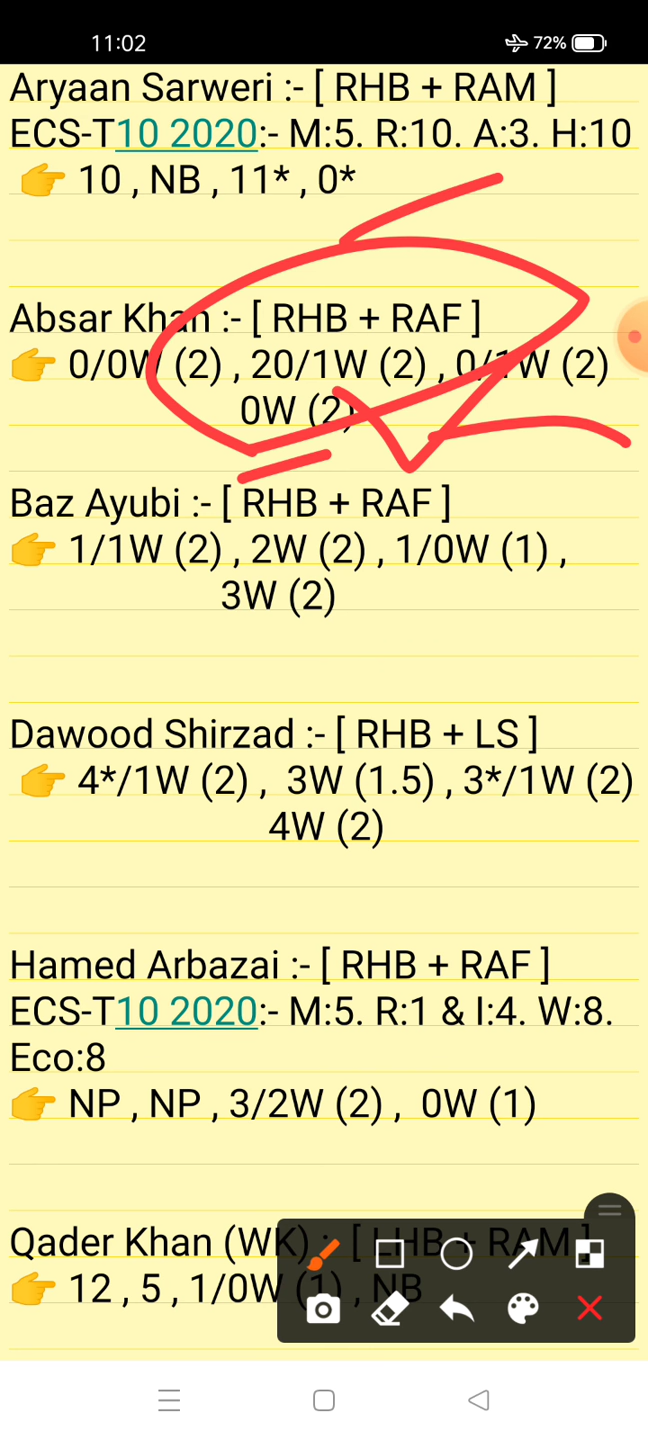 11:02
72%
Aryaan Sarweri :- [ RHB + RAM ]
ECS-T10 2020:- M:5. R:10. A:3. H:10
👉 10 , NB , 11* , 0*
Absar Khan :- [ RHB + RAF ]
👉 0/0W (2) , 20/1W (2) , 0/1W (2)
0W (2)
Baz Ayubi :- [ RHB + RAF ]
👉 1/1W (2) , 2W (2) , 1/0W (1) ,
3W (2)
Dawood Shirzad :- [ RHB + LS ]
👉 4*/1W (2) , 3W (1.5) , 3*/1W (2)
4W (2)
Hamed Arbazai :- [ RHB + RAF ]
ECS-T10 2020:- M:5. R:1 & I:4. W:8.
Eco:8
👉 NP , NP , 3/2W (2) , 0W (1)
Qader Khan (WK) :- [ LHB + RAM ]
👉 12 , 5 , 1/0W (1) , NB